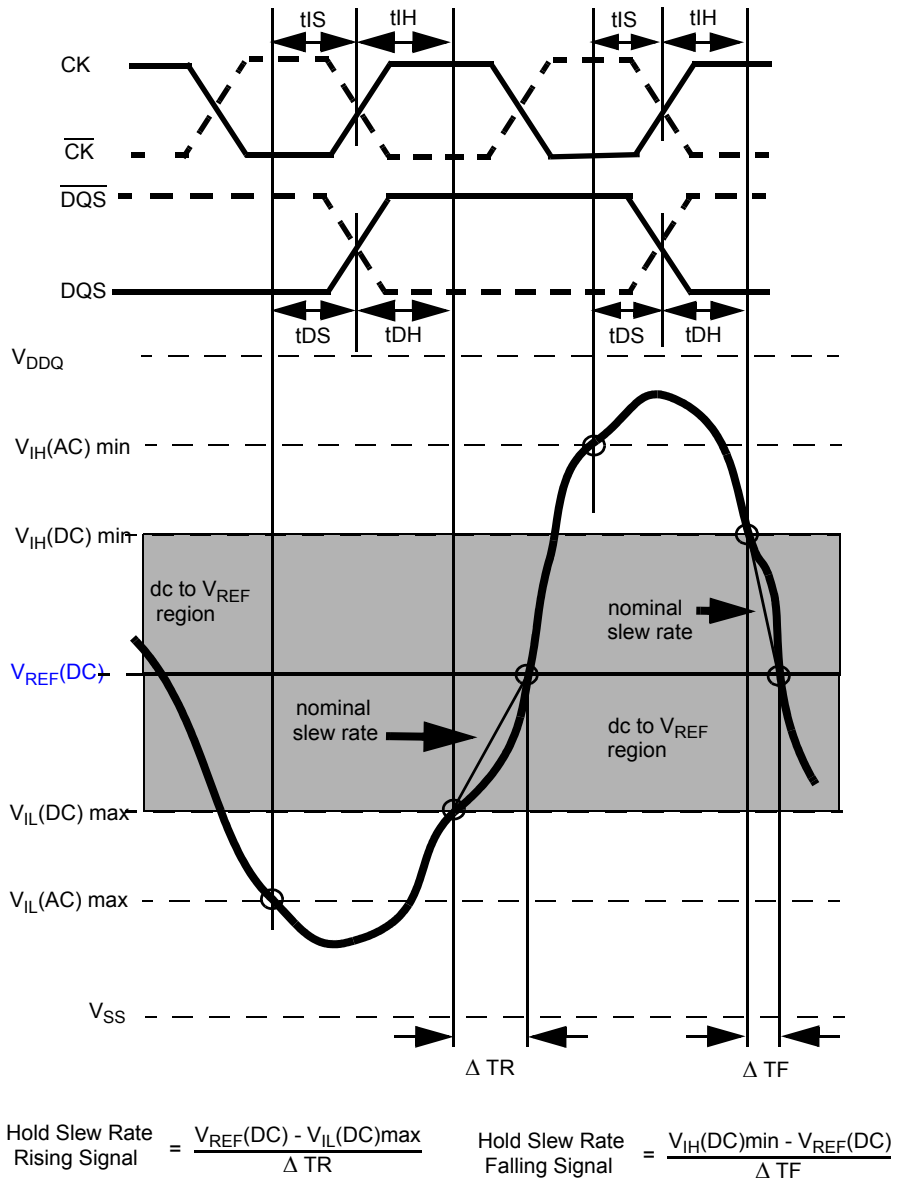 tIS tIH tIS tIH
CK
CK
DQS
DQS
tDS tDH tDS tDH
VDDQ
VIH(AC) min
VIH(DC) min
dc to VREF
region
nominal
slew rate
VREF(DC)
nominal
slew rate
dc to VREF
region
VIL(DC) max
VIL(AC) max
VSS
Δ TR Δ TF
Hold Slew Rate
Rising Signal
=
VREF(DC) - VIL(DC)max
Δ TR
Hold Slew Rate
Falling Signal
=
VIH(DC)min - VREF(DC)
Δ TF